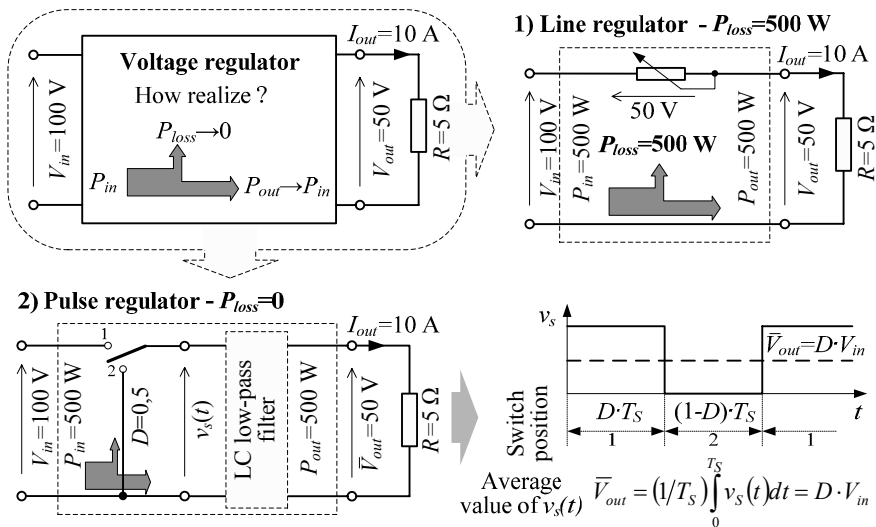 Voltage regulator
How realize ?
P_loss→0
P_in
P_out→P_in
V_in=100 V
V_out=50 V
I_out=10 A
R=5 Ω
1) Line regulator - P_loss=500 W
I_out=10 A
50 V
V_in=100 V
P_in=500 W
P_loss=500 W
P_out=500 W
V_out=50 V
R=5 Ω
2) Pulse regulator - P_loss=0
I_out=10 A
1
2
V_in=100 V
P_in=500 W
D=0,5
v_s(t)
LC low-pass
filter
P_out=500 W
V̅_out=50 V
R=5 Ω
v_s
V̅_out=D·V_in
t
Switch
position
D·T_S
(1-D)·T_S
1
2
1
Average
value of v_s(t)
V̅_out = (1/T_S) ∫_0^{T_S} v_S(t)dt = D·V_in